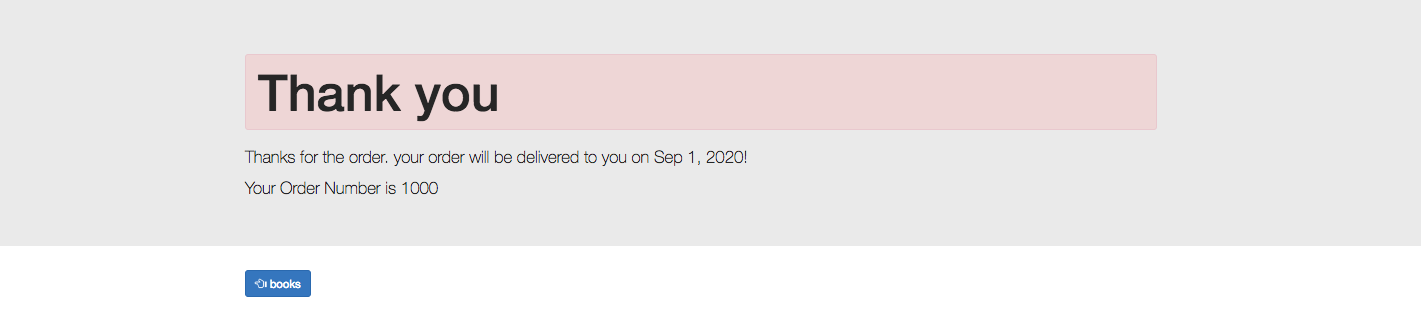 Thank you
Thanks for the order. your order will be delivered to you on Sep 1, 2020!
Your Order Number is 1000
books